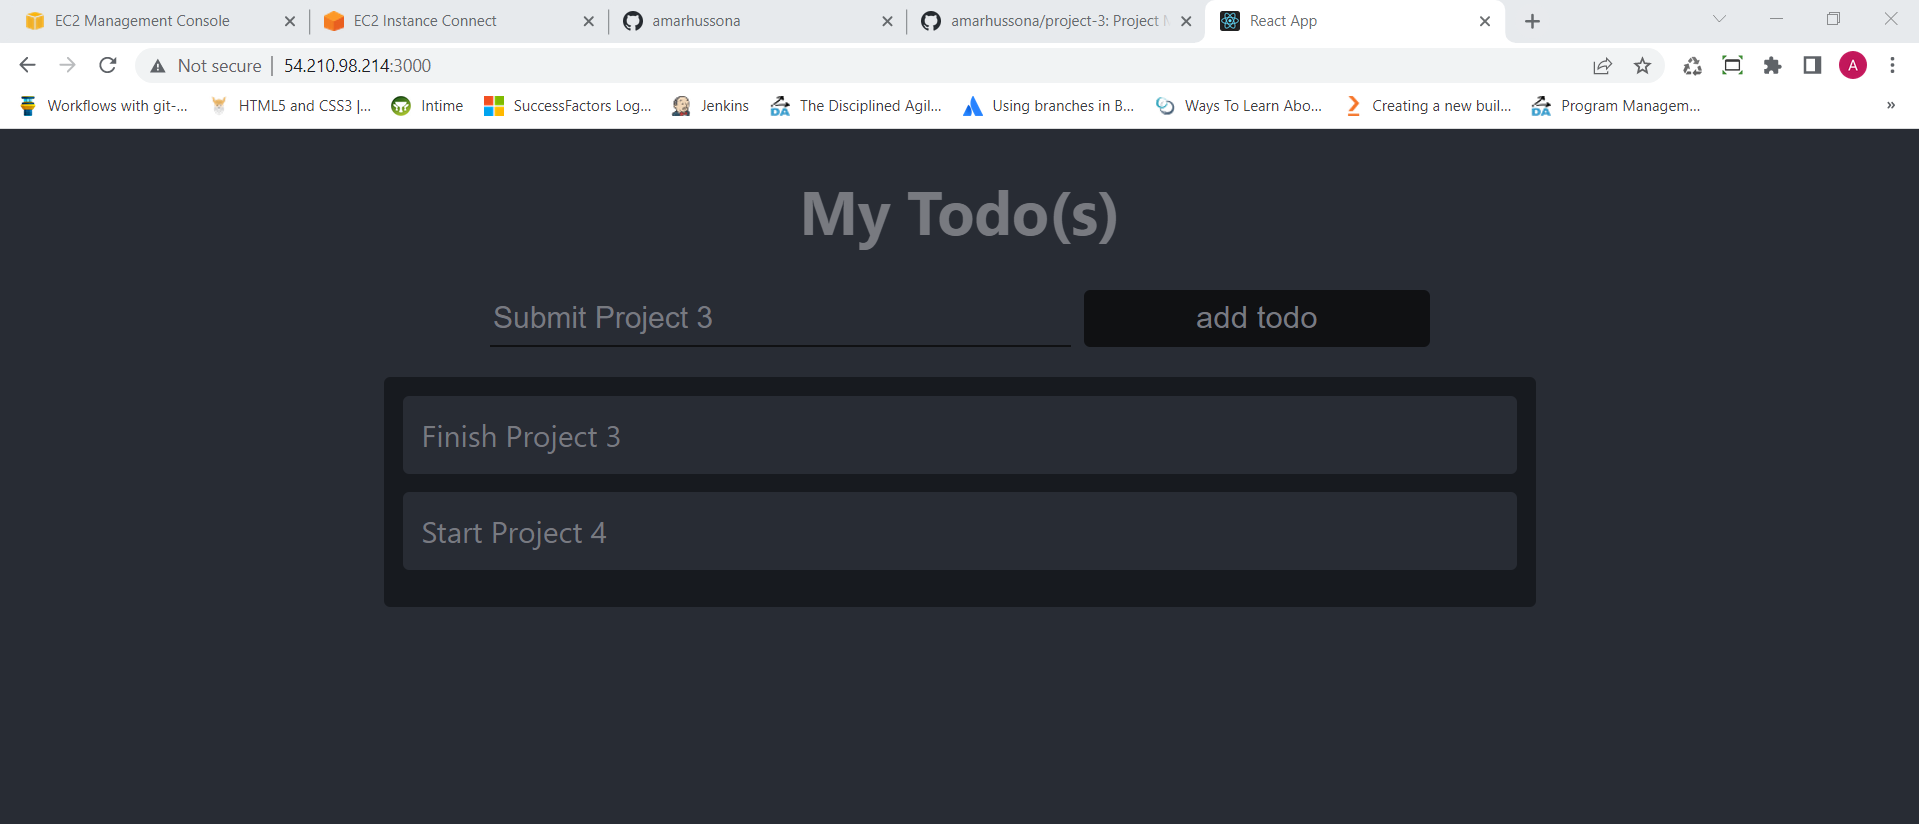 EC2 Management Console
EC2 Instance Connect
amarhussona
amarhussona/project-3: Project
React App
Not secure | 54.210.98.214:3000
A
Workflows with git-...
HTML5 and CSS3 |...
Intime
SuccessFactors Log...
Jenkins
DA The Disciplined Agil...
Using branches in B...
Ways To Learn Abo...
Creating a new buil...
DA Program Managem...
»
My Todo(s)
Submit Project 3
add todo
Finish Project 3
Start Project 4